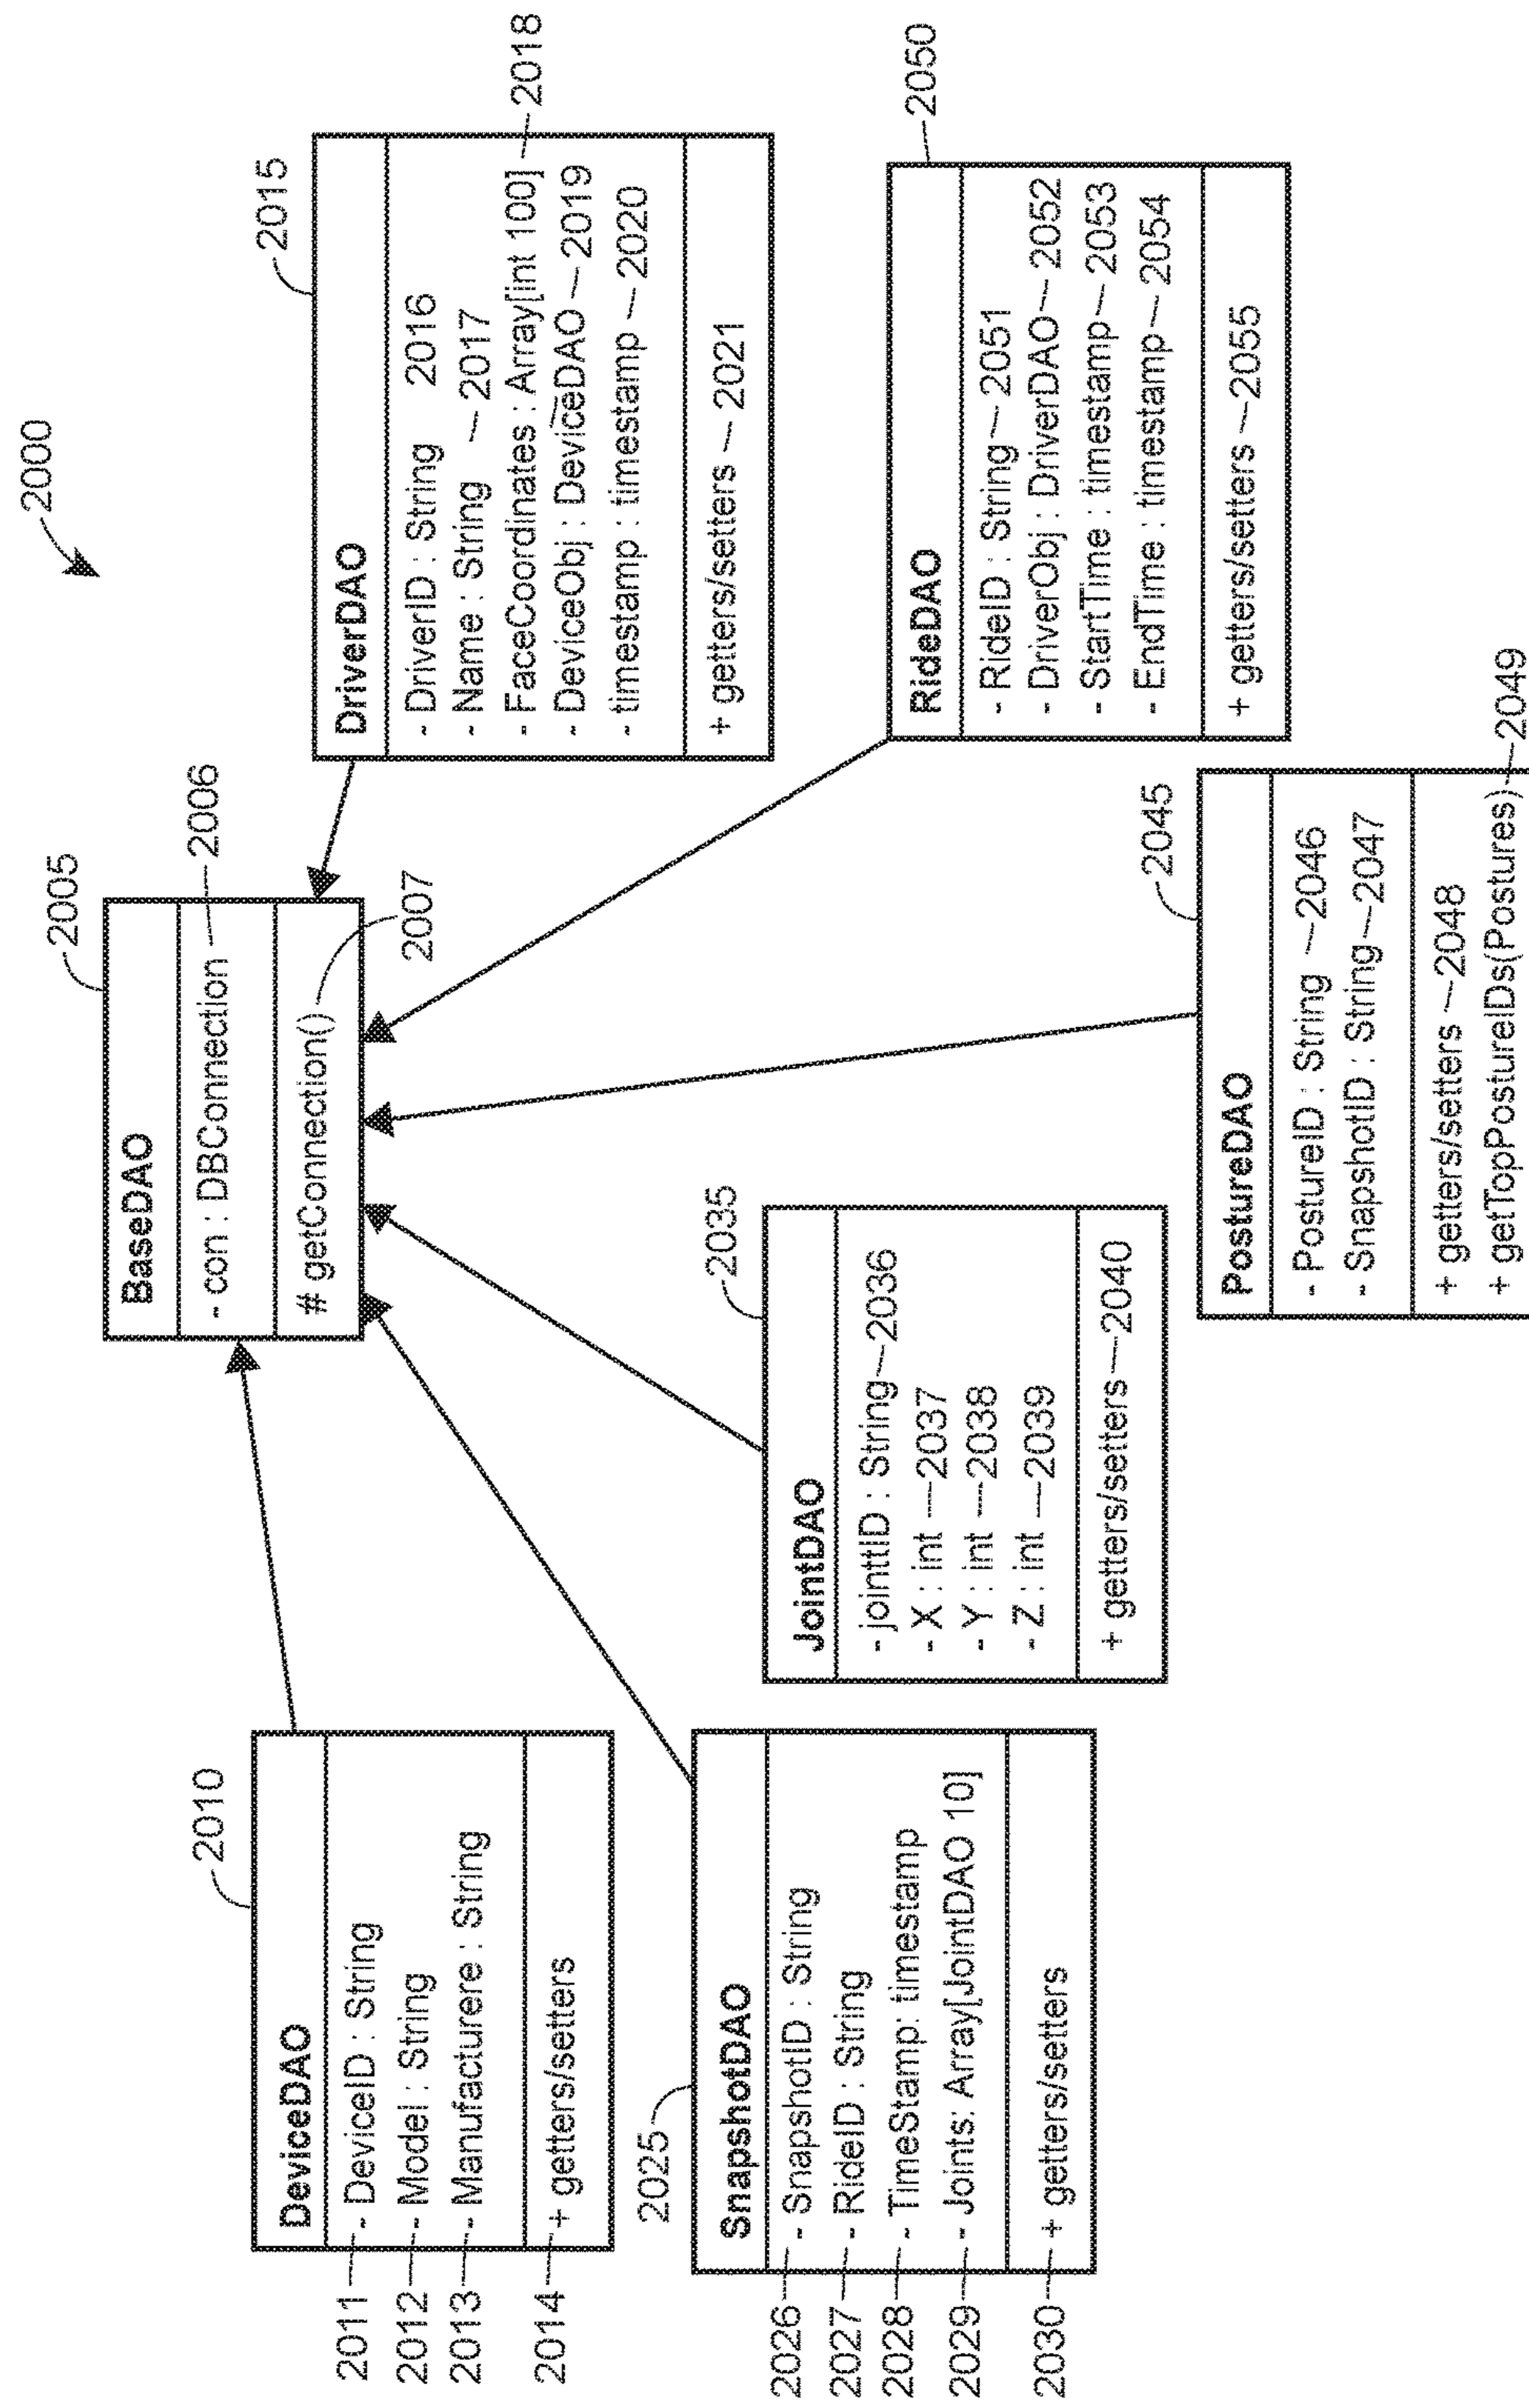 2000
2005
BaseDAO
- con : DBConnection 2006
# getConnection()
2007
2010
DeviceDAO
2011 - DeviceID : String
2012 - Model : String
2013 - Manufacturere : String
2014 + getters/setters
2015
DriverDAO
- DriverID : String 2016
- Name : String 2017
- FaceCoordinates : Array[int 100] 2018
- DeviceObj : DeviceDAO 2019
- timestamp : timestamp 2020
+ getters/setters 2021
2025
SnapshotDAO
2026 - SnapshotID : String
2027 - RideID : String
2028 - TimeStamp: timestamp
2029 - Joints: Array[JointDAO 10]
2030 + getters/setters
2035
JointDAO
- jointtID : String 2036
- X : int 2037
- Y : int 2038
- Z : int 2039
+ getters/setters 2040
2045
PostureDAO
- PostureID : String 2046
- SnapshotID : String 2047
+ getters/setters 2048
+ getTopPostureIDs(Postures) 2049
2050
RideDAO
- RideID : String 2051
- DriverObj : DriverDAO 2052
- StartTime : timestamp 2053
- EndTime : timestamp 2054
+ getters/setters 2055